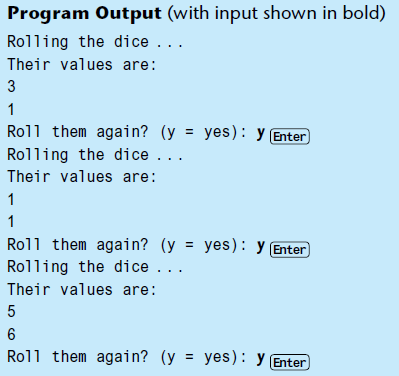 Program Output (with input shown in bold)
Rolling the dice ...
Their values are:
3
1
Roll them again? (y = yes): y Enter
Rolling the dice ...
Their values are:
1
1
Roll them again? (y = yes): y Enter
Rolling the dice ...
Their values are:
5
6
Roll them again? (y = yes): y Enter